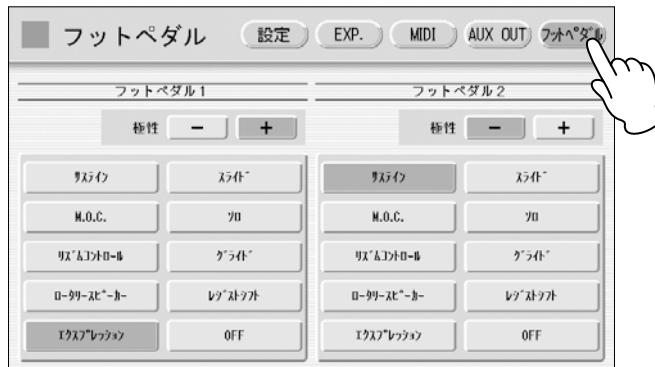 フットペダル 設定 EXP. MIDI AUX OUT フットペダル
フットペダル1 フットペダル2
極性 − + 極性 − +
サステイン スライド サステイン スライド
M.O.C. ソロ M.O.C. ソロ
リズムコントロール グライド リズムコントロール グライド
ロータリースピーカー レジストシフト ロータリースピーカー レジストシフト
エクスプレッション OFF エクスプレッション OFF